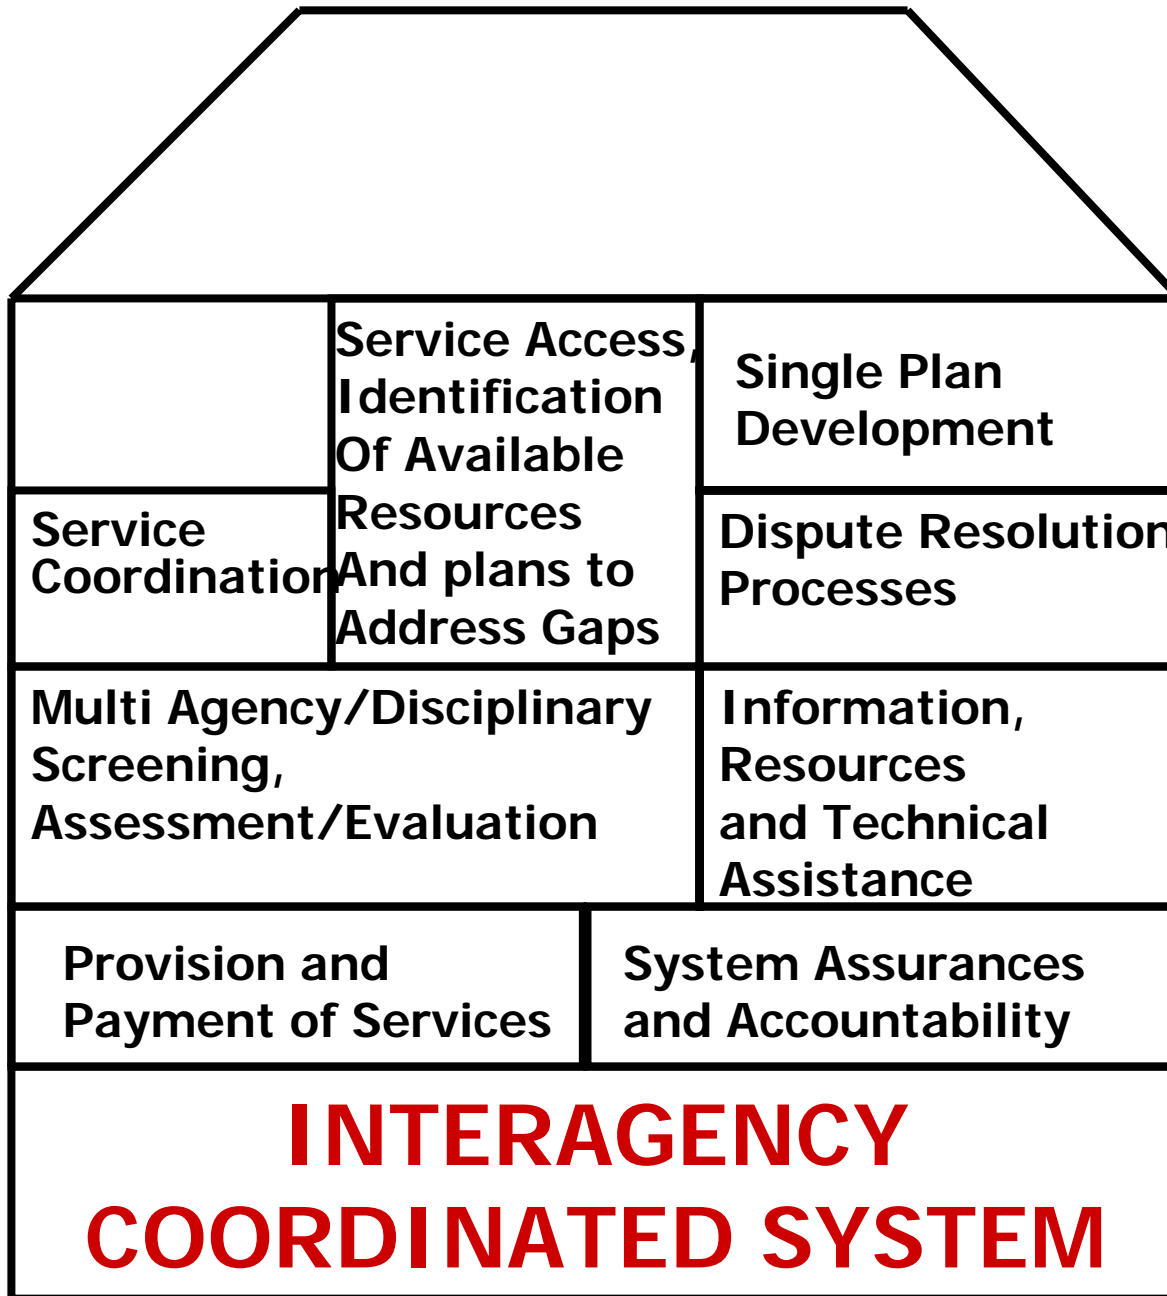 Service Access,
Identification
Of Available
Resources
And plans to
Address Gaps
Single Plan
Development
Service
Coordination
Dispute Resolution
Processes
Multi Agency/Disciplinary
Screening,
Assessment/Evaluation
Information,
Resources
and Technical
Assistance
Provision and
Payment of Services
System Assurances
and Accountability
INTERAGENCY
COORDINATED SYSTEM